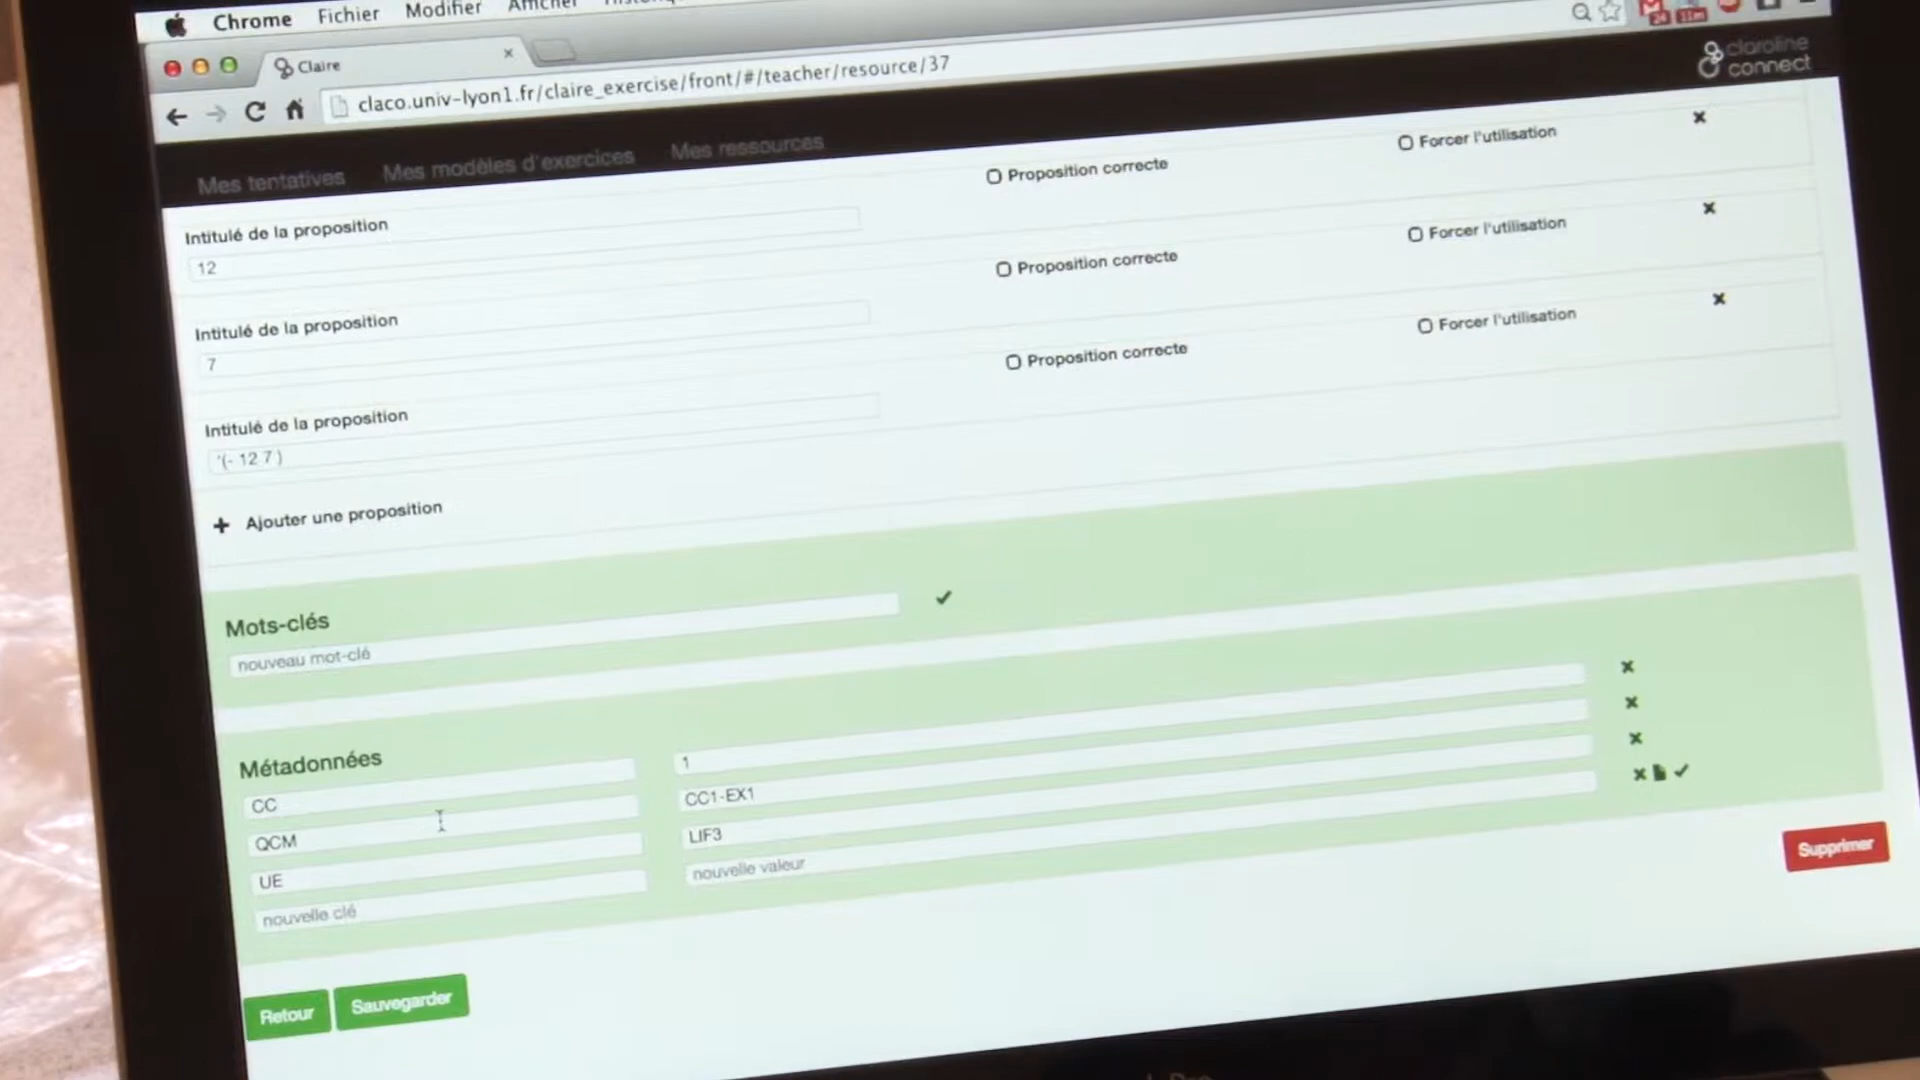 Chrome Fichier Modifier Afficher
Claire
claco.univ-lyon1.fr/claire_exercise/front/#/teacher/resource/37
claroline
connect
Mes tentatives Mes modèles d'exercices Mes ressources
Proposition correcte Forcer l'utilisation
Intitulé de la proposition
12
Proposition correcte Forcer l'utilisation
Intitulé de la proposition
7
Proposition correcte Forcer l'utilisation
Intitulé de la proposition
'(- 12 7 )
Ajouter une proposition
Mots-clés
nouveau mot-clé
Métadonnées
CC 1
QCM CC1-EX1
UE LIF3
nouvelle clé nouvelle valeur
Supprimer
Retour Sauvegarder